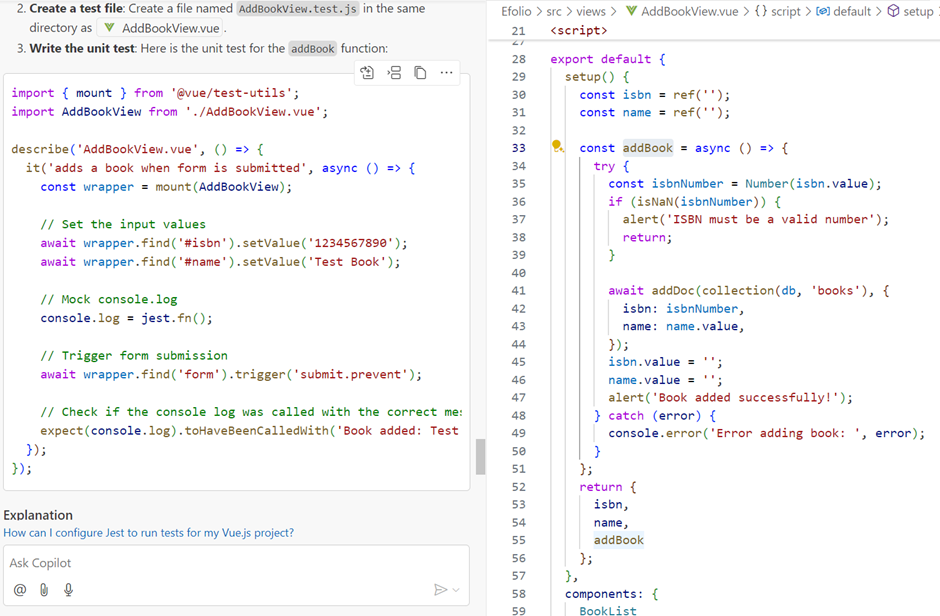 2. Create a test file: Create a file named AddBookView.test.js in the same
directory as AddBookView.vue .
3. Write the unit test: Here is the unit test for the addBook function:
import { mount } from '@vue/test-utils';
import AddBookView from './AddBookView.vue';
describe('AddBookView.vue', () => {
it('adds a book when form is submitted', async () => {
const wrapper = mount(AddBookView);
// Set the input values
await wrapper.find('#isbn').setValue('1234567890');
await wrapper.find('#name').setValue('Test Book');
// Mock console.log
console.log = jest.fn();
// Trigger form submission
await wrapper.find('form').trigger('submit.prevent');
// Check if the console log was called with the correct me
expect(console.log).toHaveBeenCalledWith('Book added: Test
});
});
Explanation
How can I configure Jest to run tests for my Vue.js project?
Ask Copilot
Efolio > src > views > AddBookView.vue > {} script > default > setup
21 <script>
27
28 export default {
29 setup() {
30 const isbn = ref('');
31 const name = ref('');
32
33 const addBook = async () => {
34 try {
35 const isbnNumber = Number(isbn.value);
36 if (isNaN(isbnNumber)) {
37 alert('ISBN must be a valid number');
38 return;
39 }
40
41 await addDoc(collection(db, 'books'), {
42 isbn: isbnNumber,
43 name: name.value,
44 });
45 isbn.value = '';
46 name.value = '';
47 alert('Book added successfully!');
48 } catch (error) {
49 console.error('Error adding book: ', error);
50 }
51 };
52 return {
53 isbn,
54 name,
55 addBook
56 };
57 },
58 components: {
59 BookList